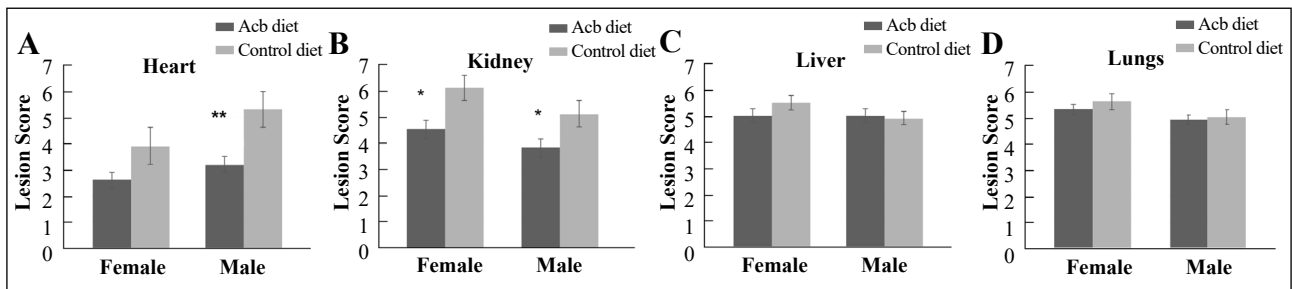 A
Heart
Acb diet
Control diet
Lesion Score
7
6
5
4
3
2
1
0
**
Female Male
B
Kidney
Acb diet
Control diet
Lesion Score
7
6
5
4
3
2
1
0
*
*
Female Male
C
Liver
Acb diet
Control diet
Lesion Score
7
6
5
4
3
2
1
0
Female Male
D
Lungs
Acb diet
Control diet
Lesion Score
7
6
5
4
3
2
1
0
Female Male